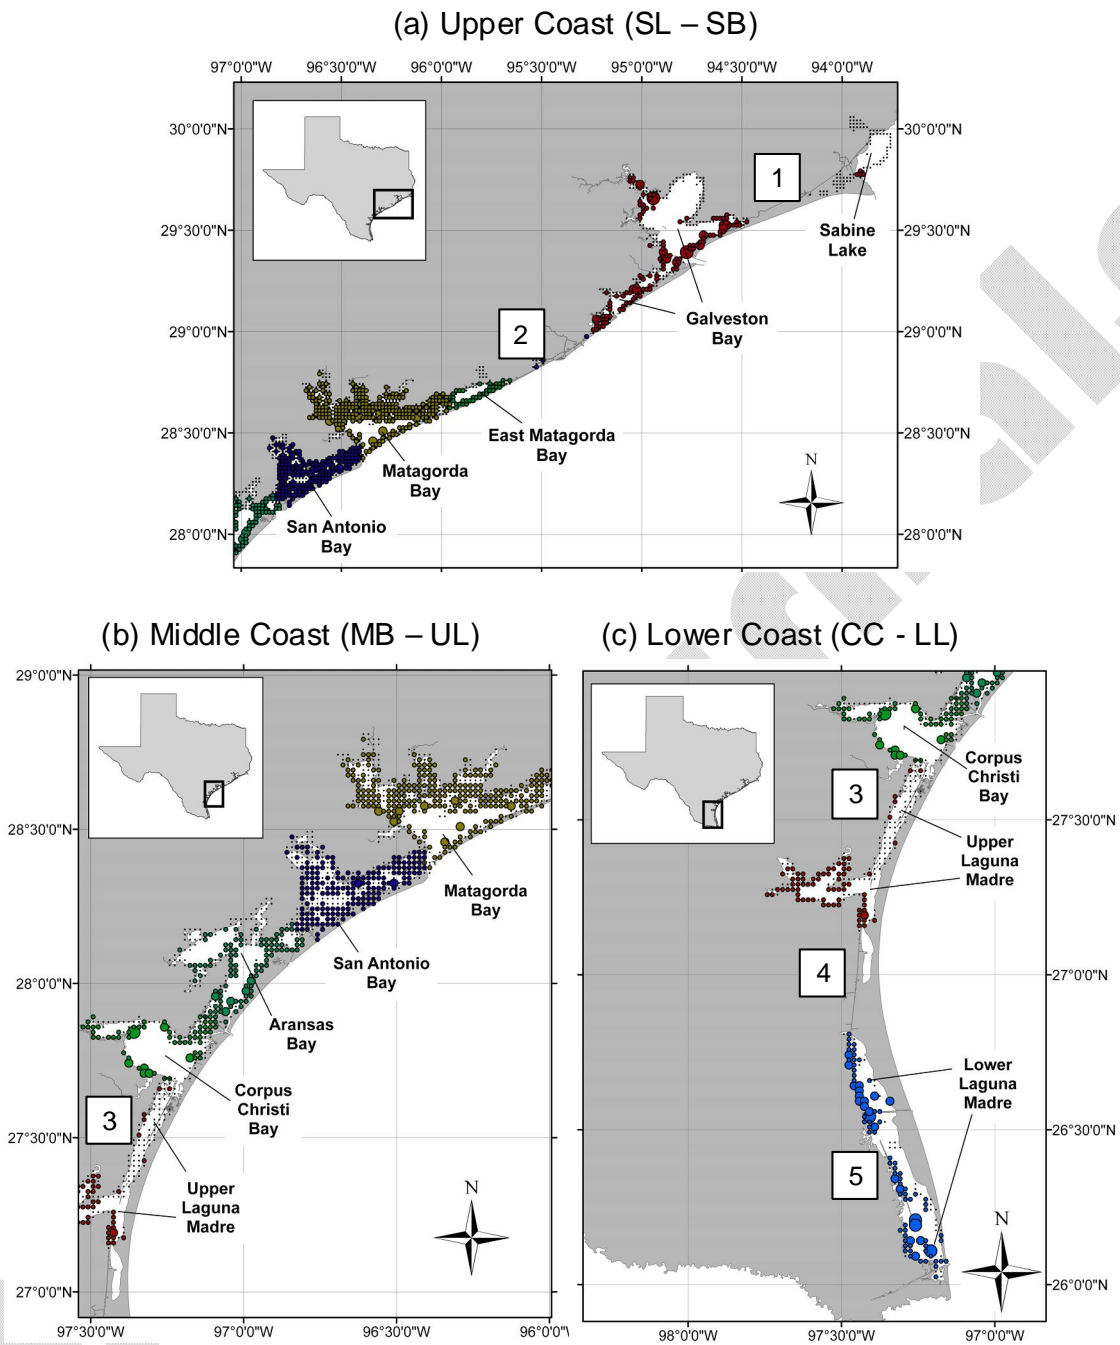 (a) Upper Coast (SL – SB)
97°0'0"W 96°30'0"W 96°0'0"W 95°30'0"W 95°0'0"W 94°30'0"W 94°0'0"W
30°0'0"N 30°0'0"N
1
29°30'0"N Sabine 29°30'0"N
Lake
Galveston
Bay
2
29°0'0"N 29°0'0"N
28°30'0"N East Matagorda 28°30'0"N
Bay
Matagorda
Bay
N
San Antonio
Bay
28°0'0"N 28°0'0"N
(b) Middle Coast (MB – UL)
29°0'0"N
28°30'0"N
Matagorda
Bay
San Antonio
Bay
28°0'0"N
Aransas
Bay
Corpus
Christi
Bay
3
27°30'0"N
Upper
Laguna
Madre
N
27°0'0"N
97°30'0"W 97°0'0"W 96°30'0"W 96°0'0"W
(c) Lower Coast (CC - LL)
Corpus
Christi
Bay
3
27°30'0"N
Upper
Laguna
Madre
4
27°0'0"N
Lower
Laguna
Madre
26°30'0"N
5
N
26°0'0"N
98°0'0"W 97°30'0"W 97°0'0"W